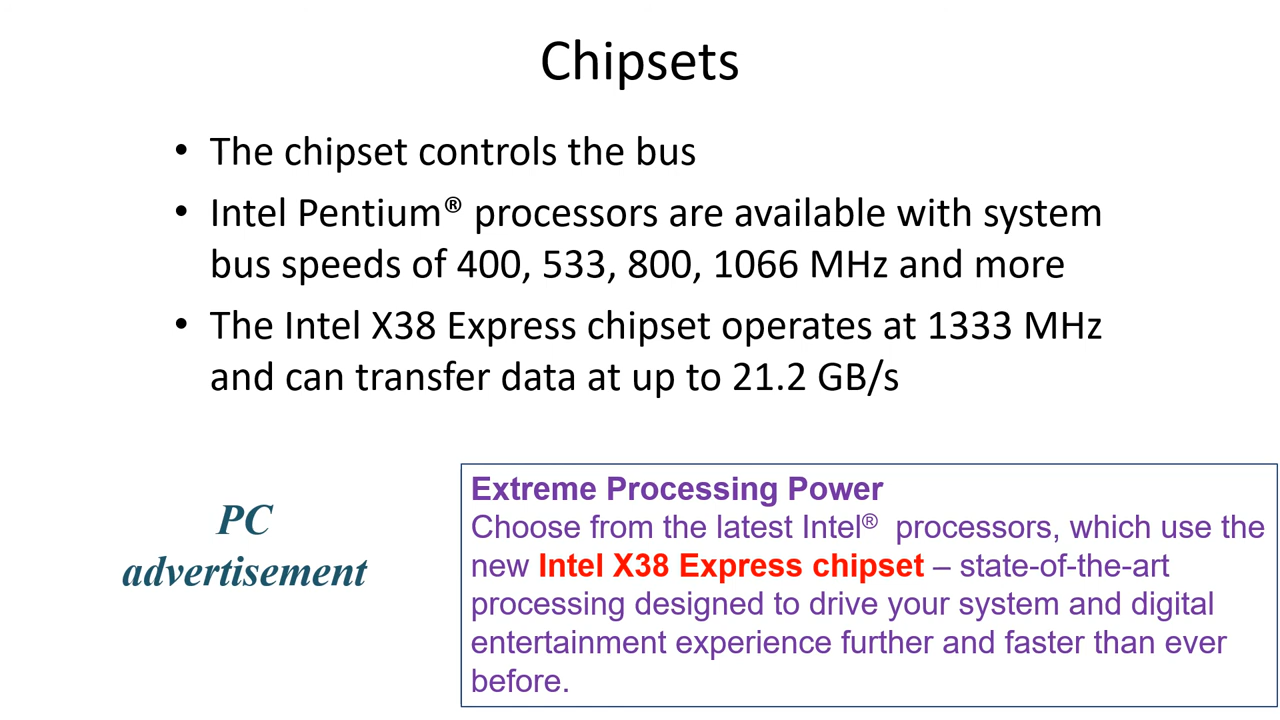 Chipsets
• The chipset controls the bus
• Intel Pentium® processors are available with system
bus speeds of 400, 533, 800, 1066 MHz and more
• The Intel X38 Express chipset operates at 1333 MHz
and can transfer data at up to 21.2 GB/s
PC
advertisement
Extreme Processing Power
Choose from the latest Intel® processors, which use the
new Intel X38 Express chipset – state-of-the-art
processing designed to drive your system and digital
entertainment experience further and faster than ever
before.